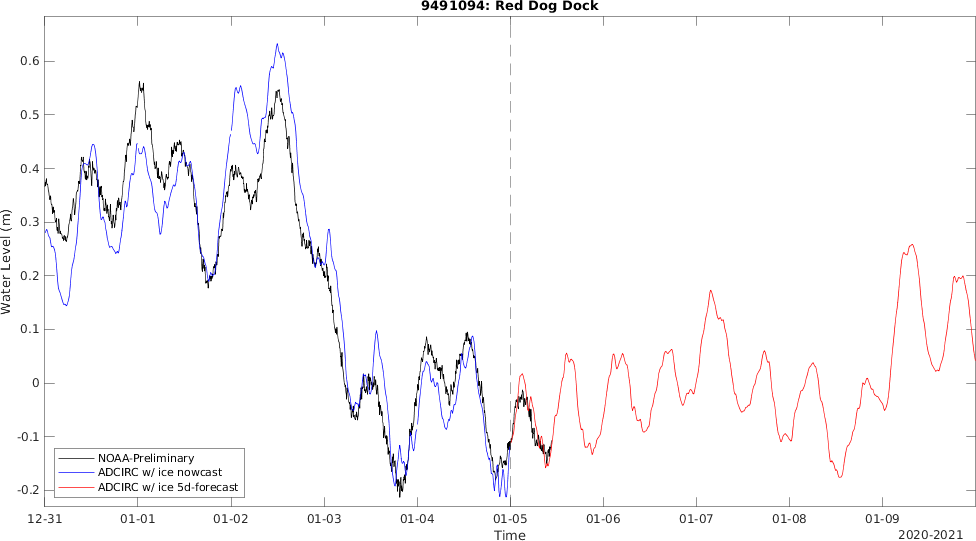 9491094: Red Dog Dock
Water Level (m)
0.6
0.5
0.4
0.3
0.2
0.1
0
-0.1
-0.2
NOAA-Preliminary
ADCIRC w/ ice nowcast
ADCIRC w/ ice 5d-forecast
12-31 01-01 01-02 01-03 01-04 01-05 01-06 01-07 01-08 01-09
Time
2020-2021